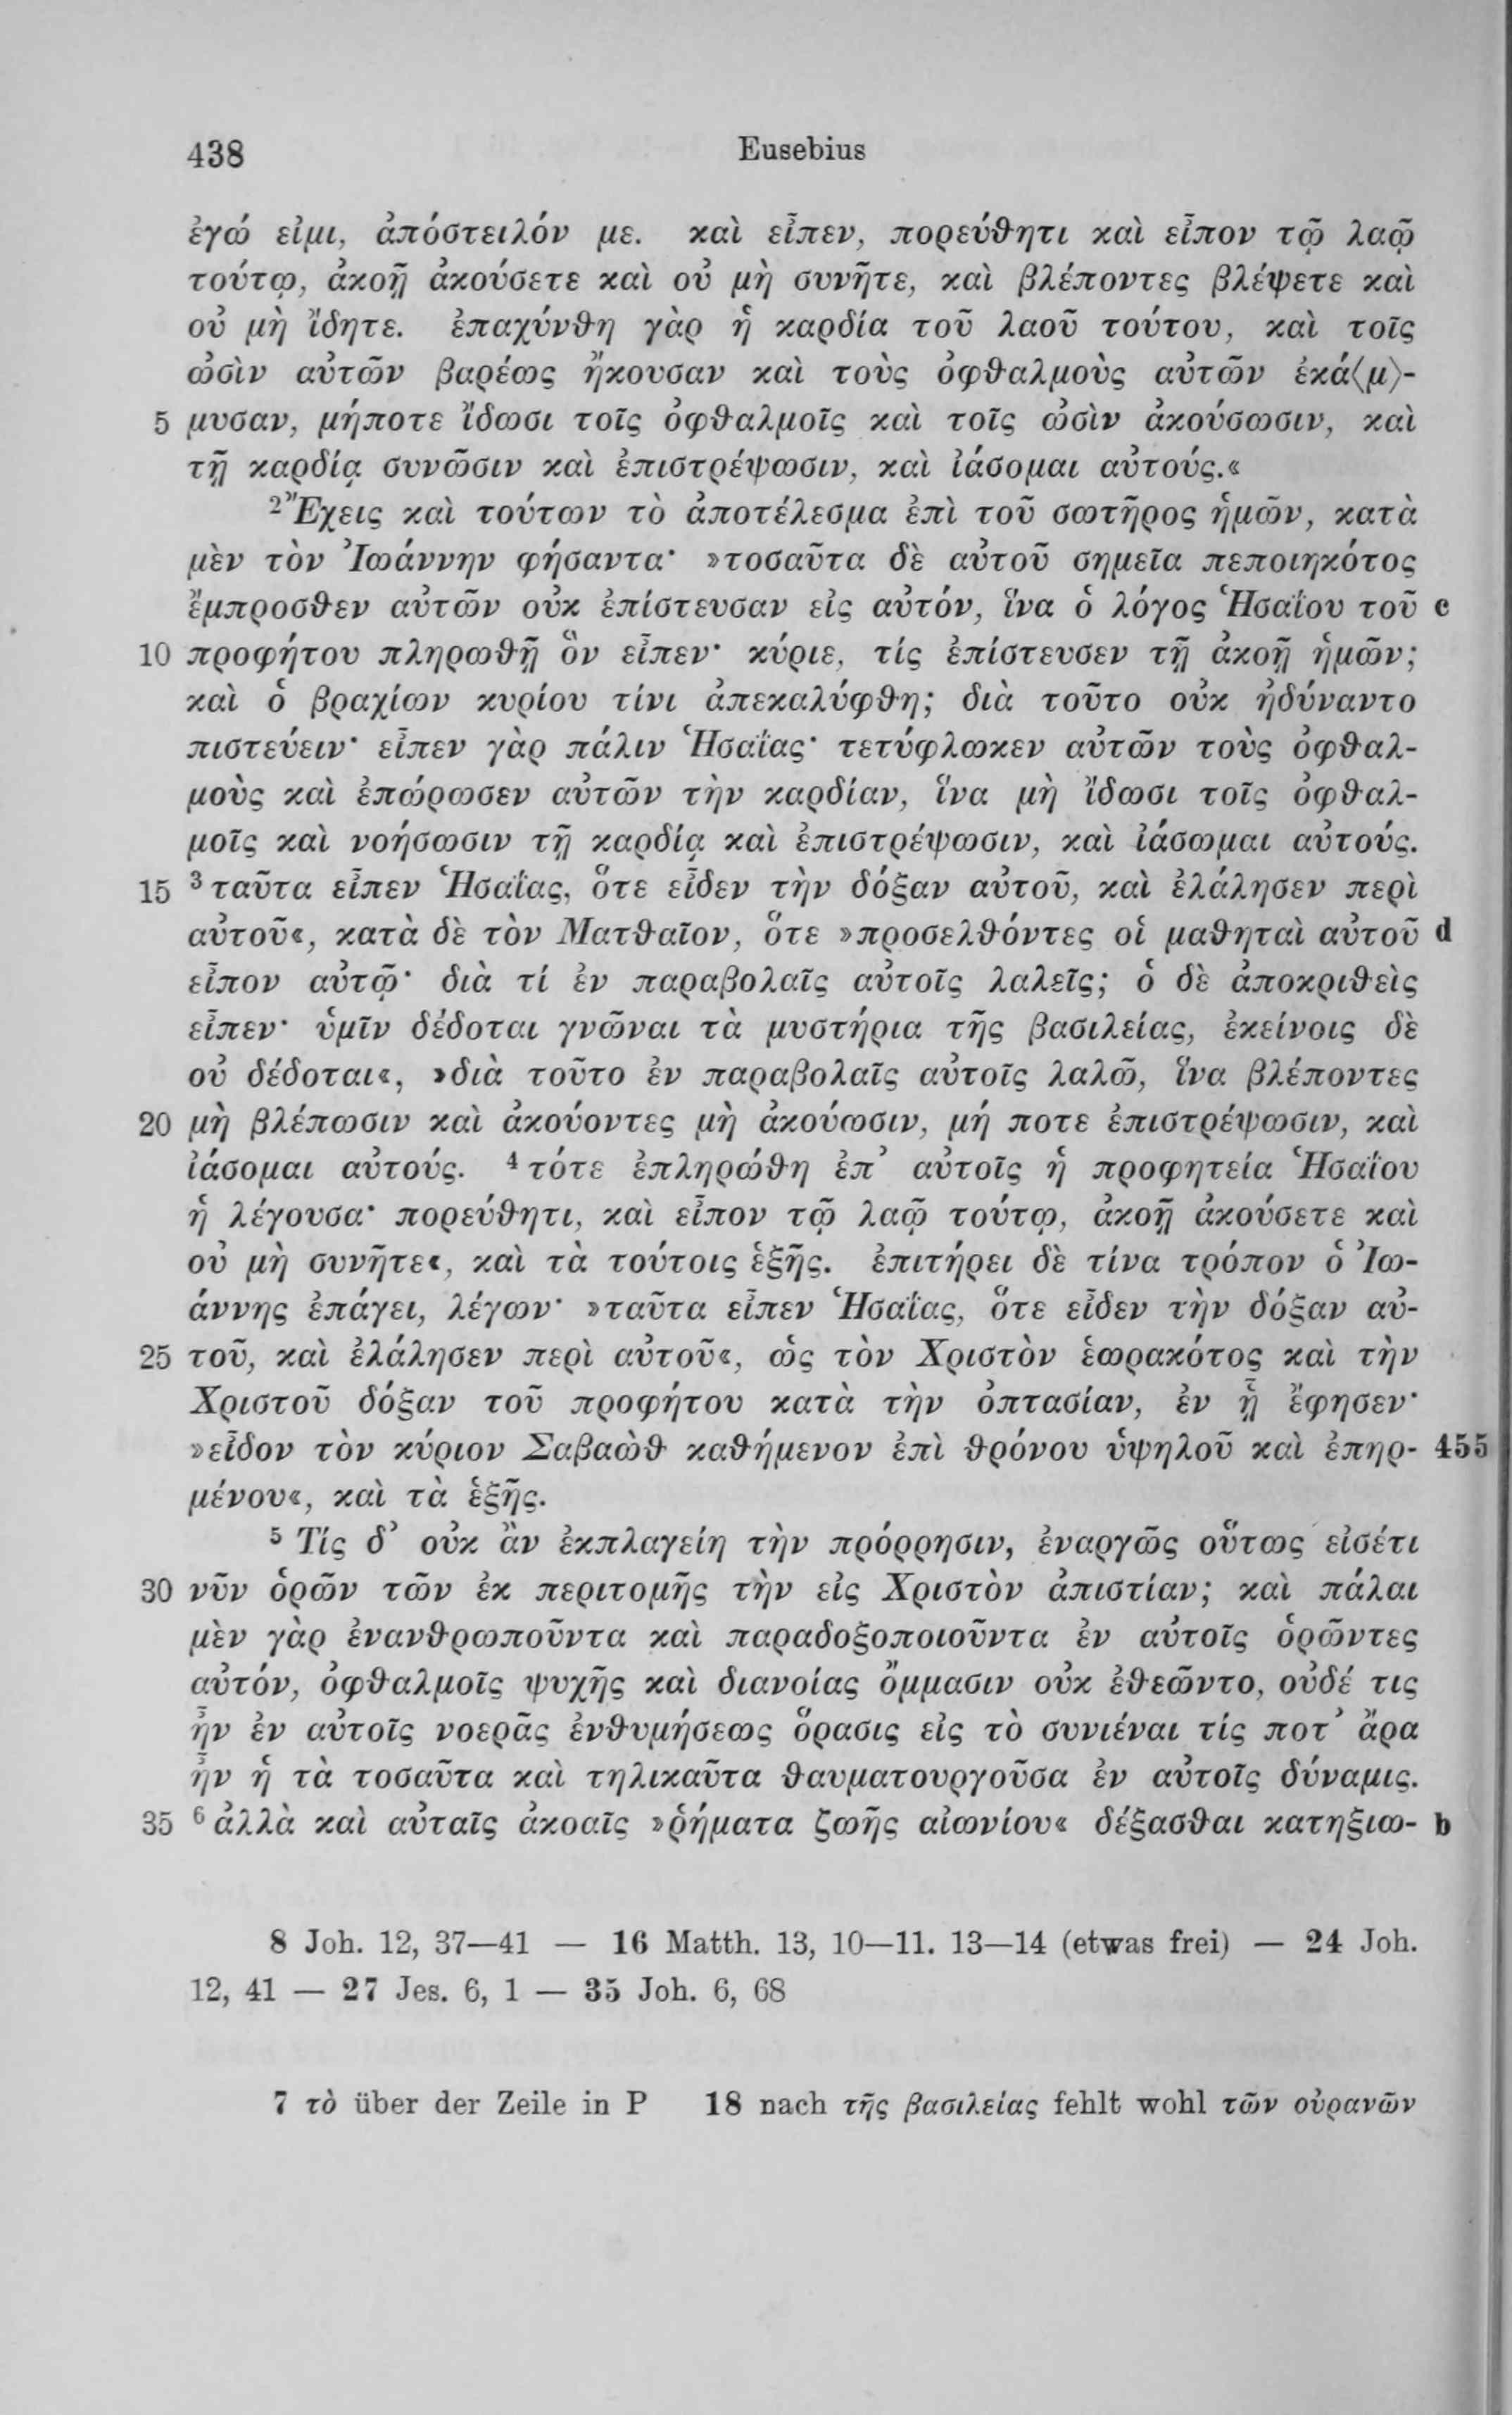 438 Eusebius
ἐγώ εἰμι, ἀπόστειλόν με. καὶ εἶπεν, πορεύθητι καὶ εἶπον τῷ λαῷ
τούτῳ, ἀκοῇ ἀκούσετε καὶ οὐ μὴ συνῆτε, καὶ βλέποντες βλέψετε καὶ
οὐ μὴ ἴδητε. ἐπαχύνθη γὰρ ἡ καρδία τοῦ λαοῦ τούτου, καὶ τοῖς
ὠσὶν αὐτῶν βαρέως ἤκουσαν καὶ τοὺς ὀφθαλμοὺς αὐτῶν ἐκά⟨μ⟩-
5 μυσαν, μήποτε ἴδωσι τοῖς ὀφθαλμοῖς καὶ τοῖς ὠσὶν ἀκούσωσιν, καὶ
τῇ καρδίᾳ συνῶσιν καὶ ἐπιστρέψωσιν, καὶ ἰάσομαι αὐτούς.«
² Ἔχεις καὶ τούτων τὸ ἀποτέλεσμα ἐπὶ τοῦ σωτῆρος ἡμῶν, κατὰ
μὲν τὸν Ἰωάννην φήσαντα· »τοσαῦτα δὲ αὐτοῦ σημεῖα πεποιηκότος
ἔμπροσθεν αὐτῶν οὐκ ἐπίστευσαν εἰς αὐτόν, ἵνα ὁ λόγος Ἡσαΐου τοῦ c
10 προφήτου πληρωθῇ ὃν εἶπεν· κύριε, τίς ἐπίστευσεν τῇ ἀκοῇ ἡμῶν;
καὶ ὁ βραχίων κυρίου τίνι ἀπεκαλύφθη; διὰ τοῦτο οὐκ ἠδύναντο
πιστεύειν· εἶπεν γὰρ πάλιν Ἡσαΐας· τετύφλωκεν αὐτῶν τοὺς ὀφθαλ-
μοὺς καὶ ἐπώρωσεν αὐτῶν τὴν καρδίαν, ἵνα μὴ ἴδωσι τοῖς ὀφθαλ-
μοῖς καὶ νοήσωσιν τῇ καρδίᾳ καὶ ἐπιστρέψωσιν, καὶ ἰάσωμαι αὐτούς.
15 ³ ταῦτα εἶπεν Ἡσαΐας, ὅτε εἶδεν τὴν δόξαν αὐτοῦ, καὶ ἐλάλησεν περὶ
αὐτοῦ«, κατὰ δὲ τὸν Ματθαῖον, ὅτε »προσελθόντες οἱ μαθηταὶ αὐτοῦ d
εἶπον αὐτῷ· διὰ τί ἐν παραβολαῖς αὐτοῖς λαλεῖς; ὁ δὲ ἀποκριθεὶς
εἶπεν· ὑμῖν δέδοται γνῶναι τὰ μυστήρια τῆς βασιλείας, ἐκείνοις δὲ
οὐ δέδοται«, »διὰ τοῦτο ἐν παραβολαῖς αὐτοῖς λαλῶ, ἵνα βλέποντες
20 μὴ βλέπωσιν καὶ ἀκούοντες μὴ ἀκούωσιν, μή ποτε ἐπιστρέψωσιν, καὶ
ἰάσομαι αὐτούς. ⁴ τότε ἐπληρώθη ἐπ’ αὐτοῖς ἡ προφητεία Ἡσαΐου
ἡ λέγουσα· πορεύθητι, καὶ εἶπον τῷ λαῷ τούτῳ, ἀκοῇ ἀκούσετε καὶ
οὐ μὴ συνῆτε«, καὶ τὰ τούτοις ἑξῆς. ἐπιτήρει δὲ τίνα τρόπον ὁ Ἰω-
άννης ἐπάγει, λέγων· »ταῦτα εἶπεν Ἡσαΐας, ὅτε εἶδεν τὴν δόξαν αὐ-
25 τοῦ, καὶ ἐλάλησεν περὶ αὐτοῦ«, ὡς τὸν Χριστὸν ἑωρακότος καὶ τὴν
Χριστοῦ δόξαν τοῦ προφήτου κατὰ τὴν ὀπτασίαν, ἐν ᾗ ἔφησεν·
»εἶδον τὸν κύριον Σαβαὼθ καθήμενον ἐπὶ θρόνου ὑψηλοῦ καὶ ἐπηρ- 455
μένου«, καὶ τὰ ἑξῆς.
⁵ Τίς δ’ οὐκ ἂν ἐκπλαγείη τὴν πρόρρησιν, ἐναργῶς οὕτως εἰσέτι
30 νῦν ὁρῶν τῶν ἐκ περιτομῆς τὴν εἰς Χριστὸν ἀπιστίαν; καὶ πάλαι
μὲν γὰρ ἐνανθρωποῦντα καὶ παραδοξοποιοῦντα ἐν αὐτοῖς ὁρῶντες
αὐτόν, ὀφθαλμοῖς ψυχῆς καὶ διανοίας ὄμμασιν οὐκ ἐθεῶντο, οὐδέ τις
ἦν ἐν αὐτοῖς νοερᾶς ἐνθυμήσεως ὅρασις εἰς τὸ συνιέναι τίς ποτ’ ἄρα
ἦν ἡ τὰ τοσαῦτα καὶ τηλικαῦτα θαυματουργοῦσα ἐν αὐτοῖς δύναμις.
35 ⁶ ἀλλὰ καὶ αὐταῖς ἀκοαῖς »ῥήματα ζωῆς αἰωνίου« δέξασθαι κατηξιω- b
8 Joh. 12, 37—41 — 16 Matth. 13, 10—11. 13—14 (etwas frei) — 24 Joh.
12, 41 — 27 Jes. 6, 1 — 35 Joh. 6, 68
7 τὸ über der Zeile in P 18 nach τῆς βασιλείας fehlt wohl τῶν οὐρανῶν